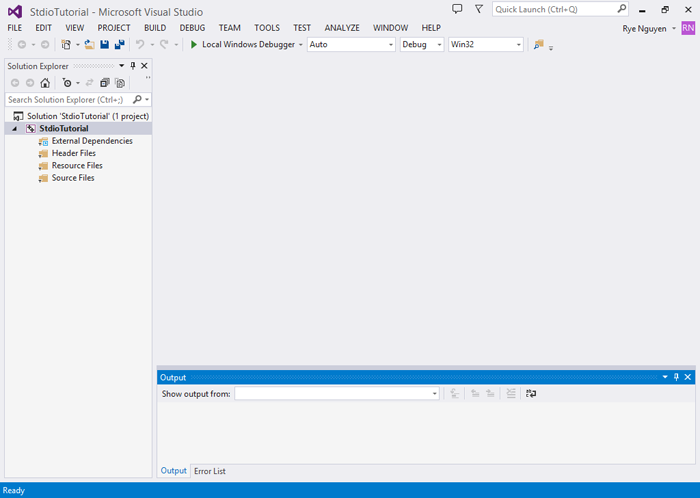 StdioTutorial - Microsoft Visual Studio
Quick Launch (Ctrl+Q)
FILE EDIT VIEW PROJECT BUILD DEBUG TEAM TOOLS TEST ANALYZE WINDOW HELP
Rye Nguyen RN
Local Windows Debugger Auto Debug Win32
Solution Explorer
Search Solution Explorer (Ctrl+;)
Solution 'StdioTutorial' (1 project)
StdioTutorial
External Dependencies
Header Files
Resource Files
Source Files
Output
Show output from:
Output Error List
Ready